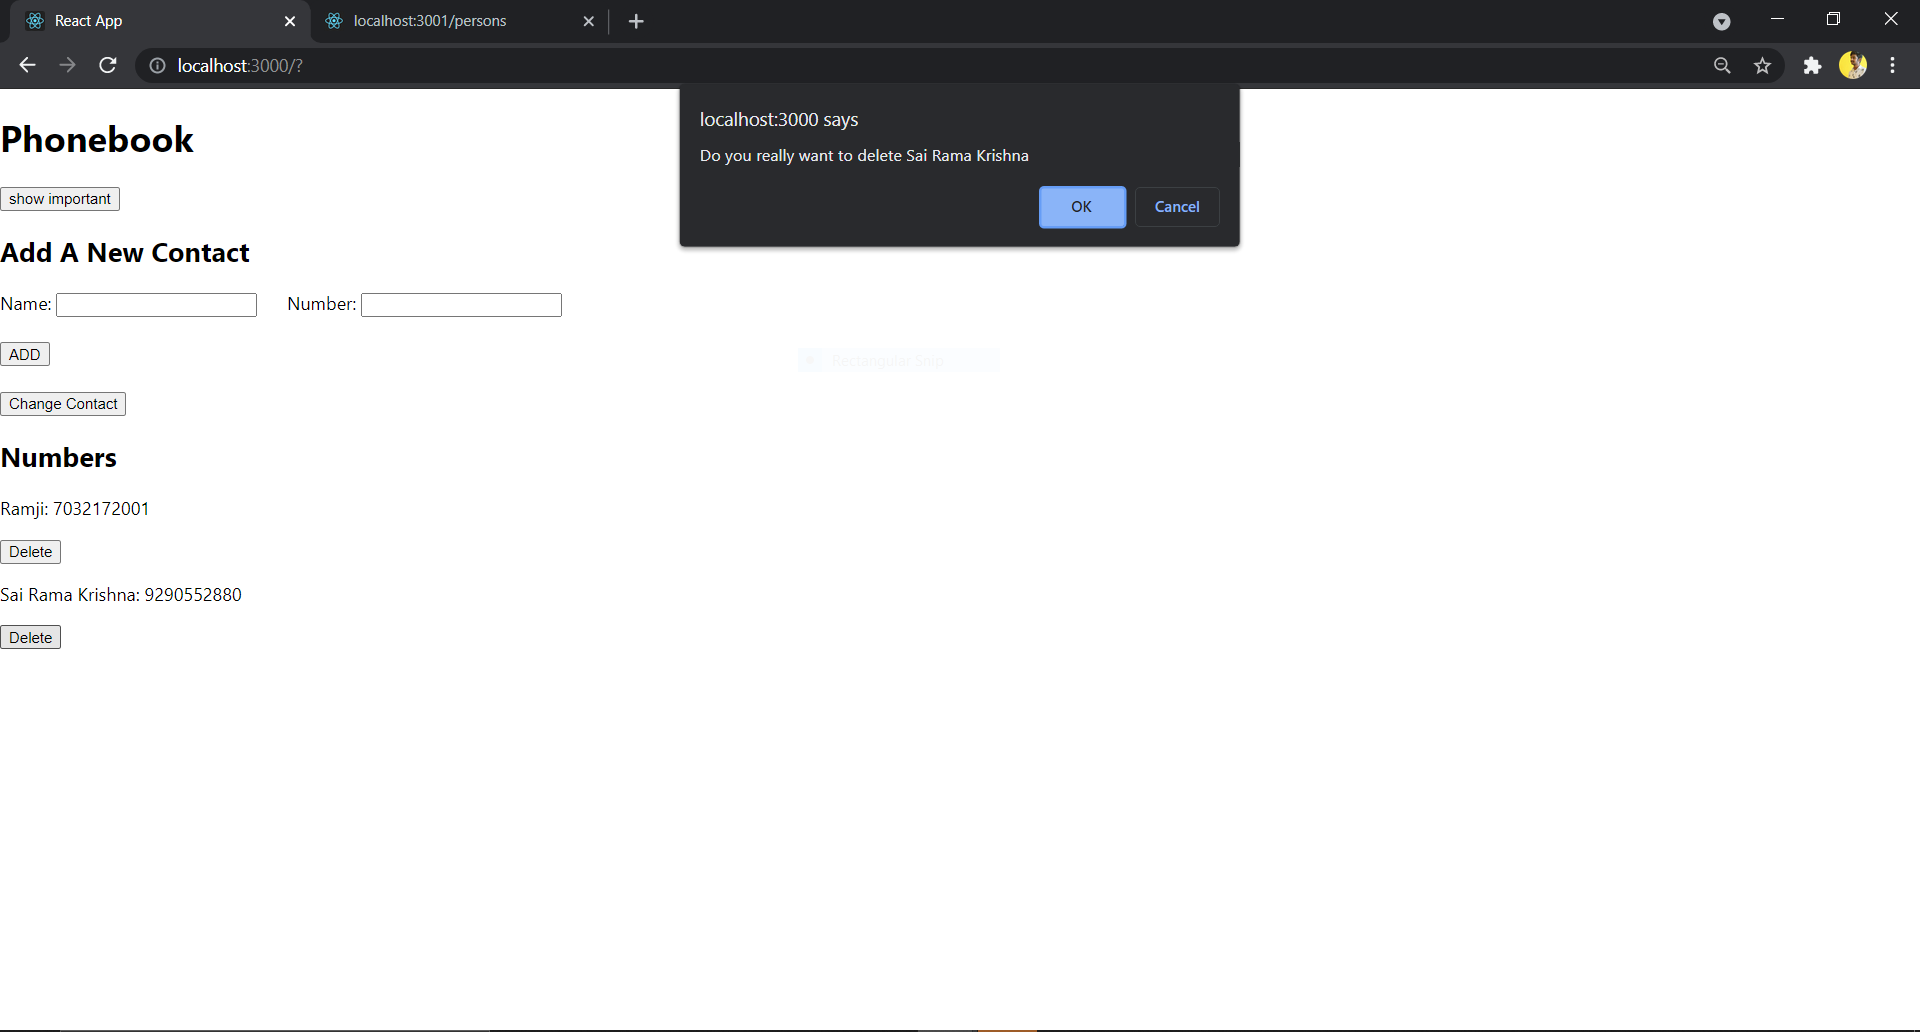 React App
localhost:3001/persons
localhost:3000/?
localhost:3000 says
Do you really want to delete Sai Rama Krishna
OK
Cancel
Phonebook
show important
Add A New Contact
Name:
Number:
ADD
Rectangular Snip
Change Contact
Numbers
Ramji: 7032172001
Delete
Sai Rama Krishna: 9290552880
Delete